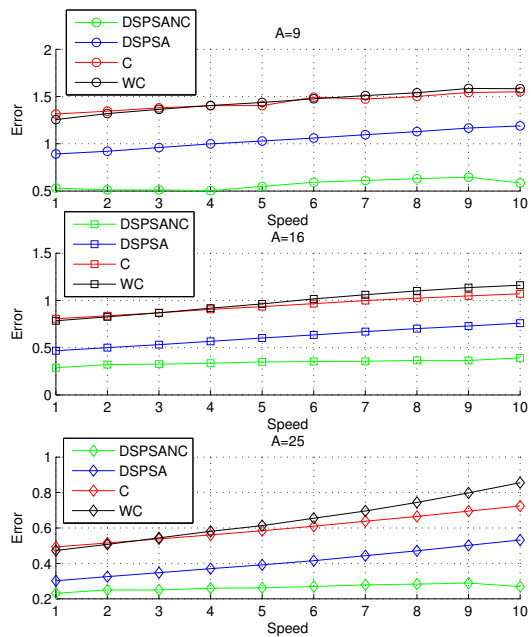 A=9
DSPSANC
DSPSA
C
WC
Error
2
1.5
1
0.5
1 2 3 4 5 6 7 8 9 10
Speed
A=16
DSPSANC
DSPSA
C
WC
Error
1.5
1
0.5
0
1 2 3 4 5 6 7 8 9 10
Speed
A=25
DSPSANC
DSPSA
C
WC
Error
1
0.8
0.6
0.4
0.2
1 2 3 4 5 6 7 8 9 10
Speed